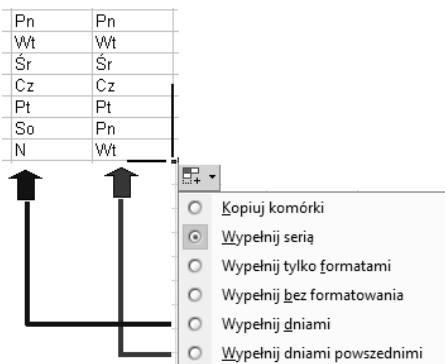 Pn Pn
Wt Wt
Śr Śr
Cz Cz
Pt Pt
So Pn
N Wt
Kopiuj komórki
Wypełnij serią
Wypełnij tylko formatami
Wypełnij bez formatowania
Wypełnij dniami
Wypełnij dniami powszednimi